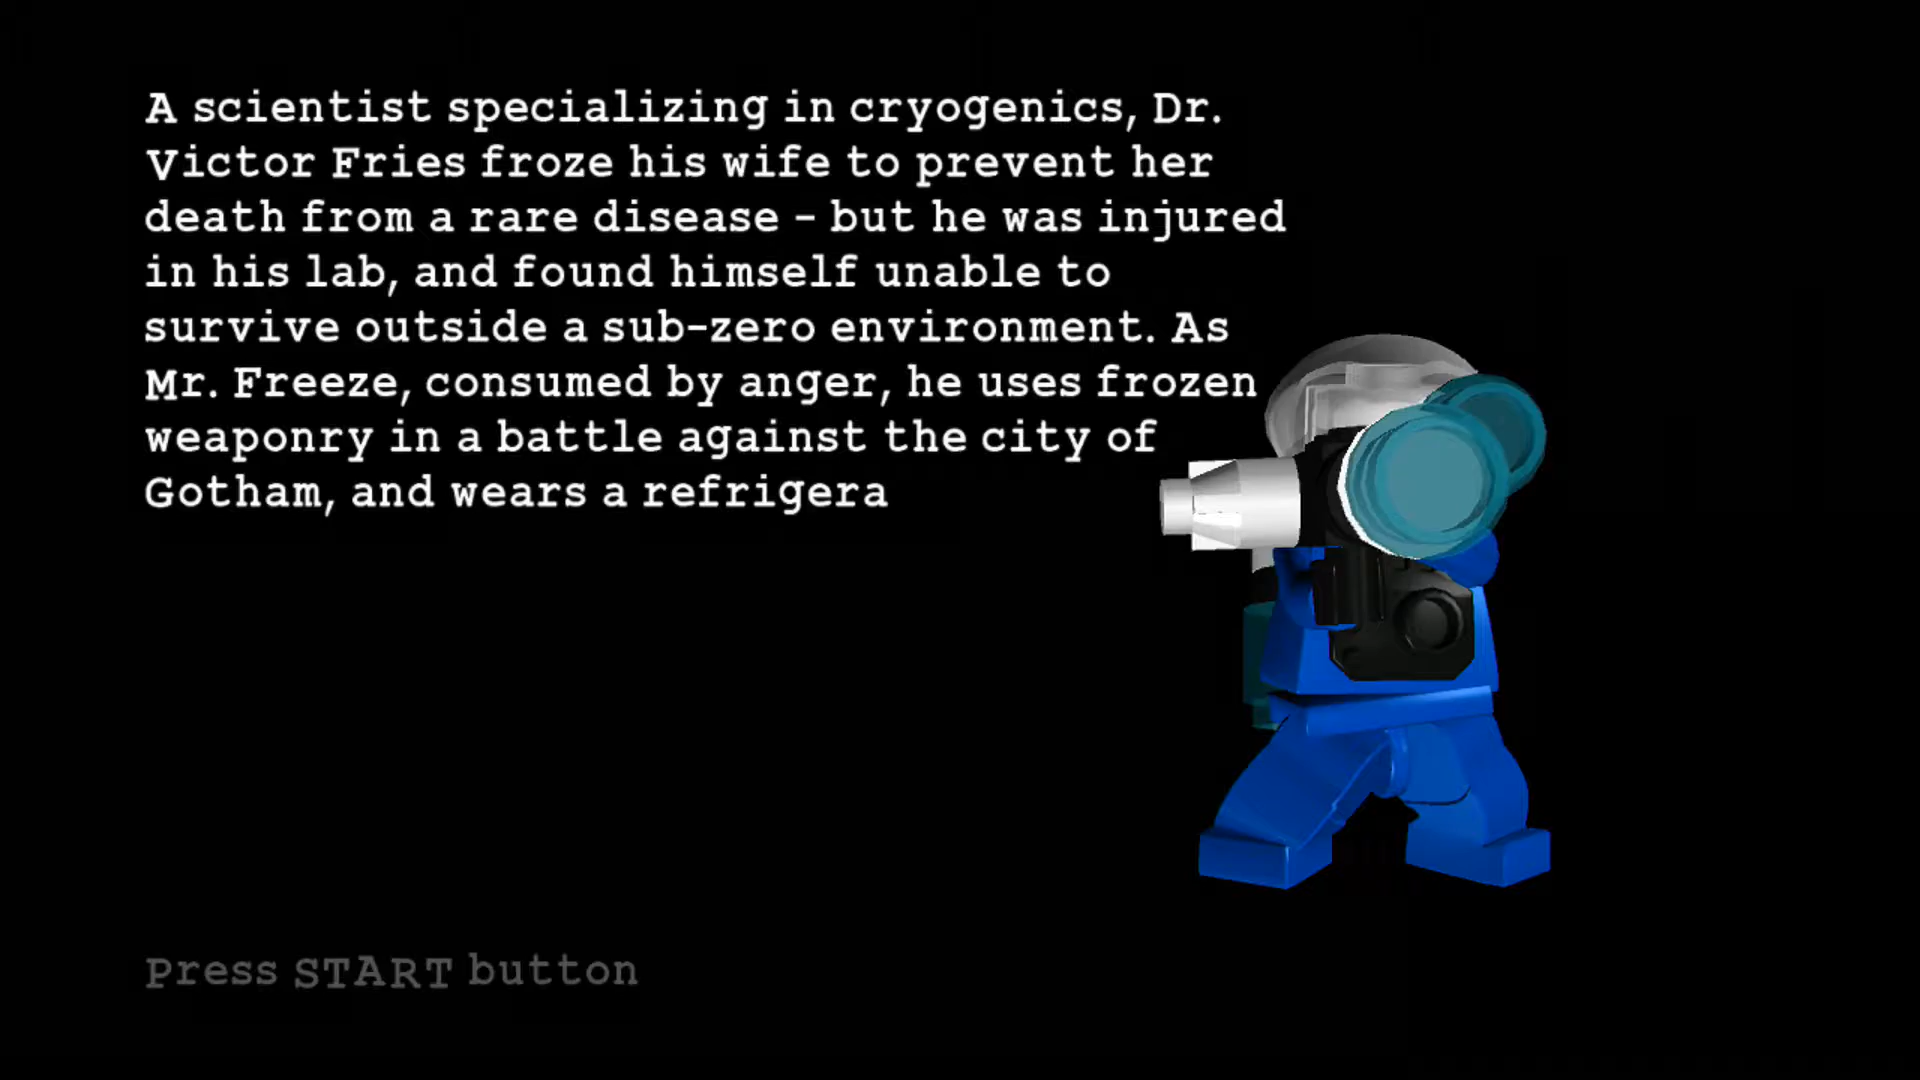 A scientist specializing in cryogenics, Dr.
Victor Fries froze his wife to prevent her
death from a rare disease - but he was injured
in his lab, and found himself unable to
survive outside a sub-zero environment. As
Mr. Freeze, consumed by anger, he uses frozen
weaponry in a battle against the city of
Gotham, and wears a refrigera
Press START button